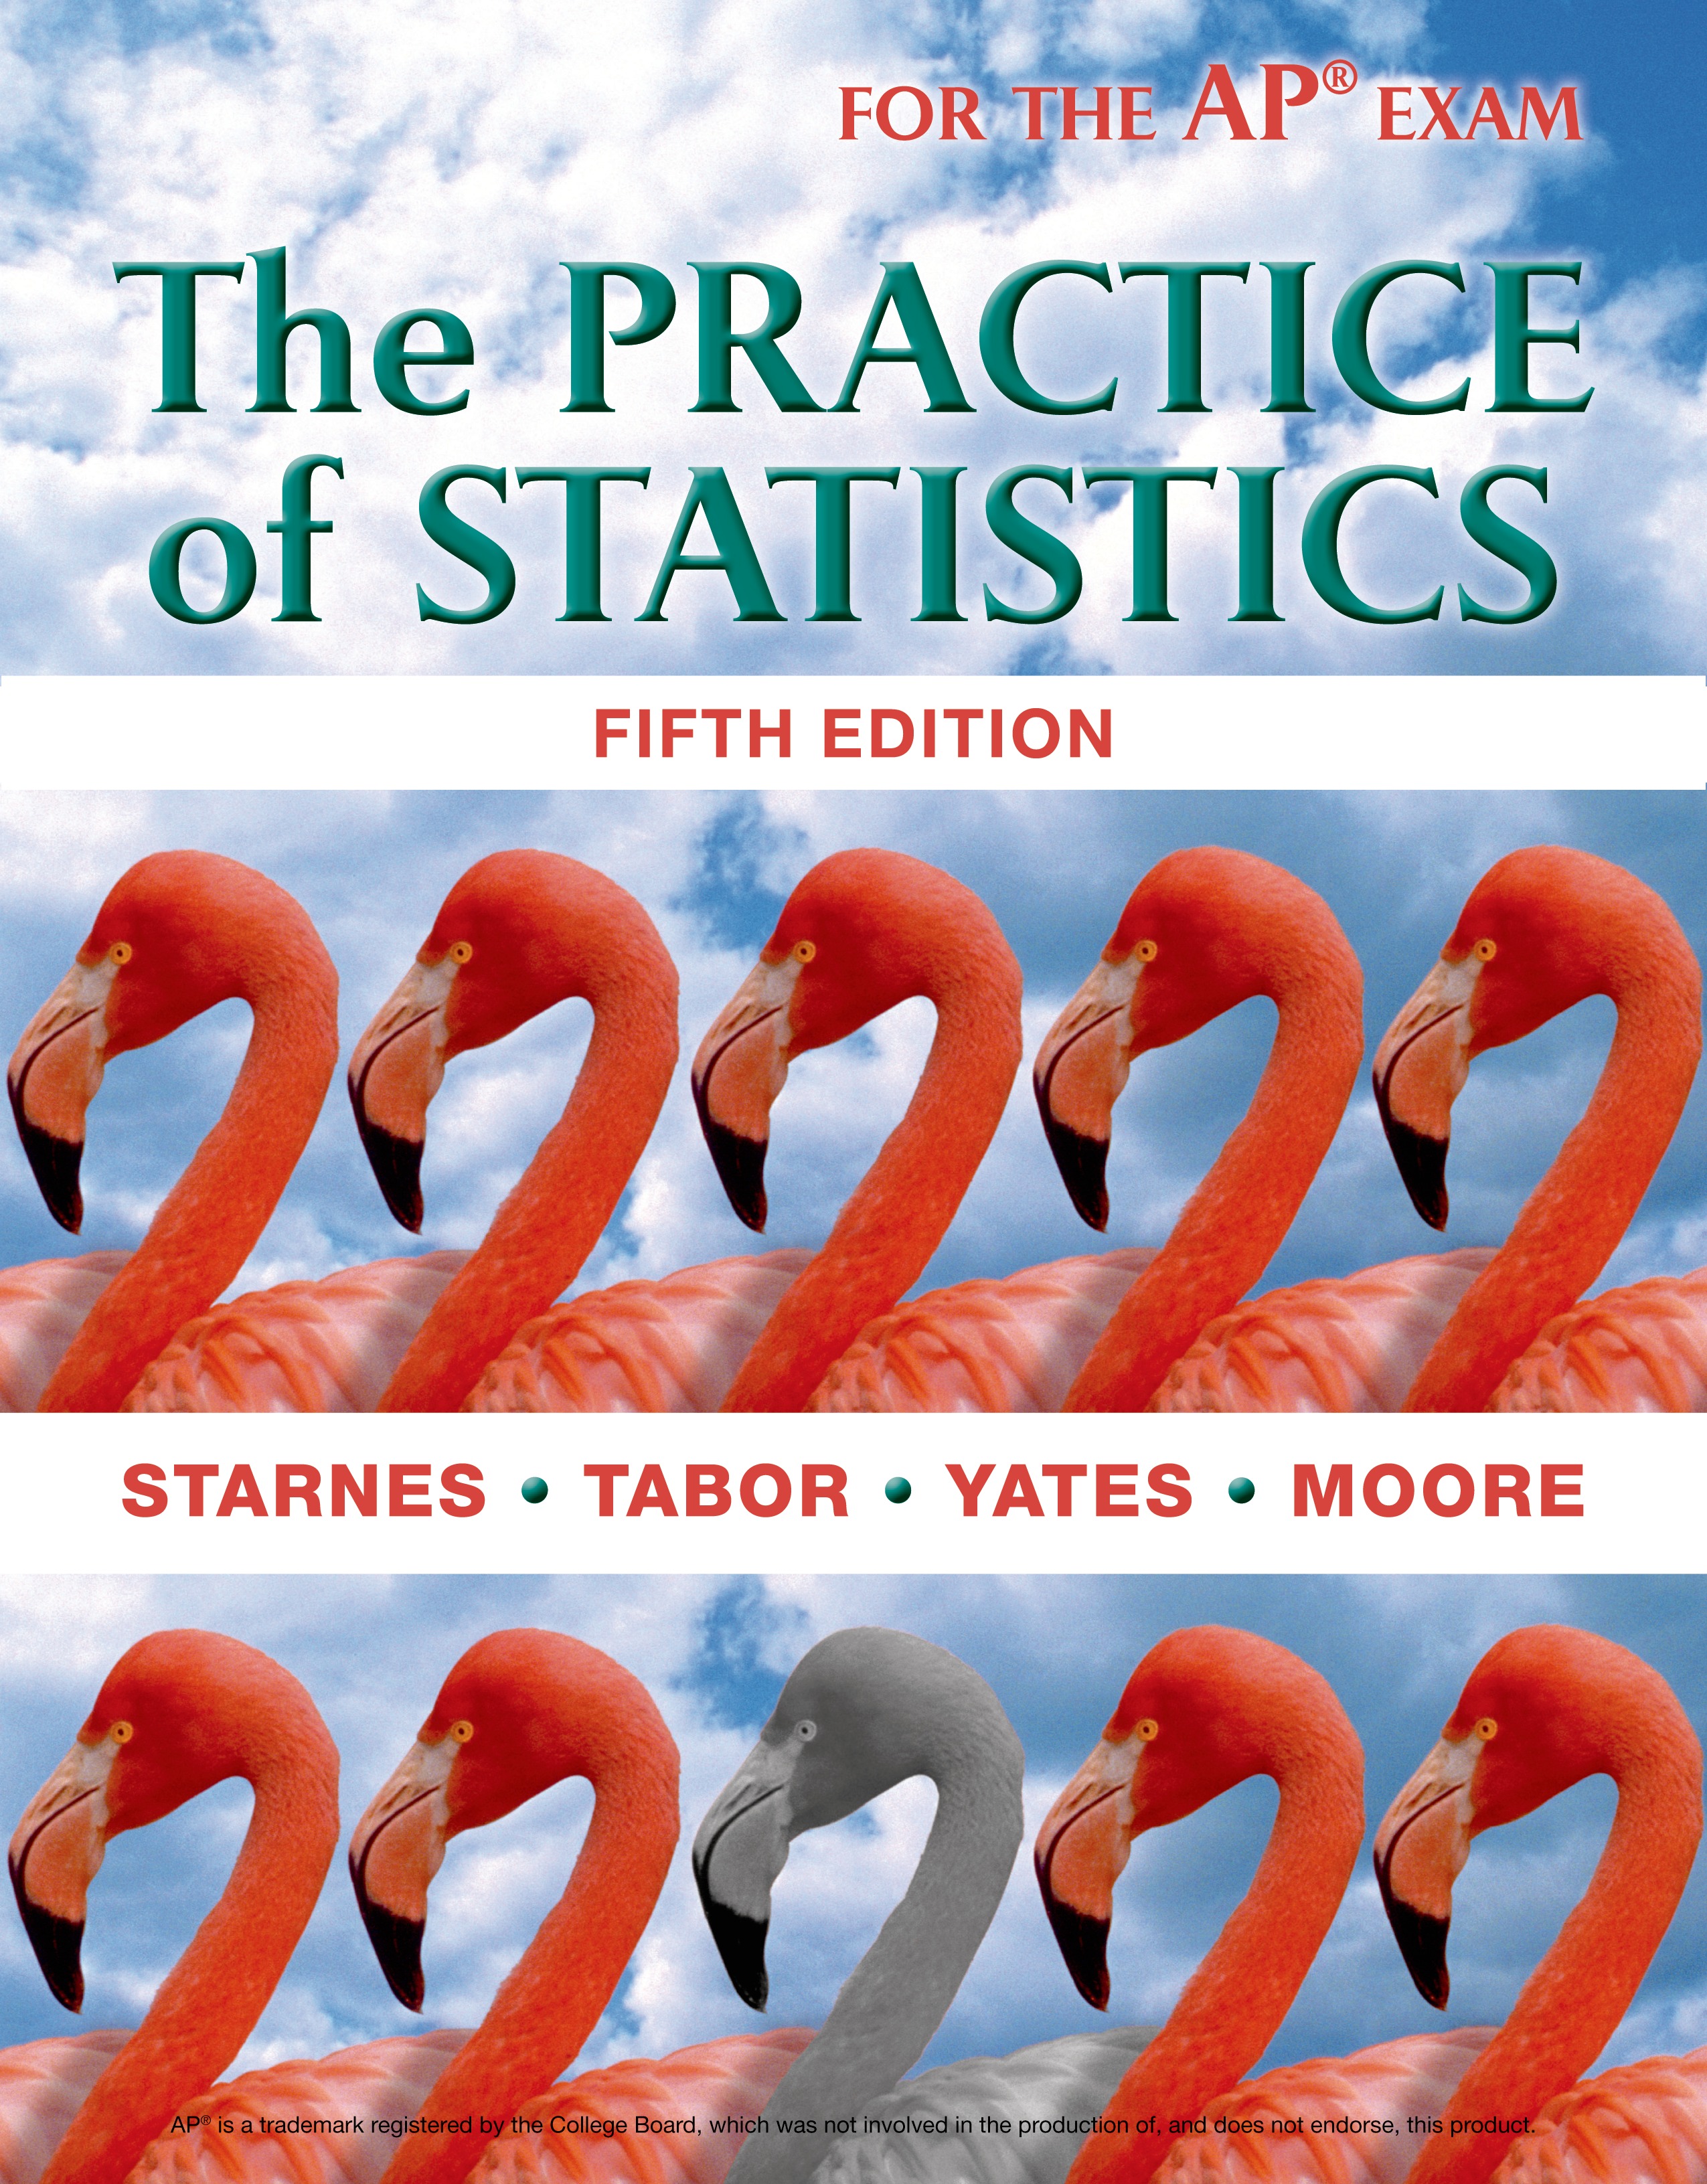 FOR THE AP® EXAM
The PRACTICE
of STATISTICS
FIFTH EDITION
STARNES • TABOR • YATES • MOORE
AP® is a trademark registered by the College Board, which was not involved in the production of, and does not endorse, this product.